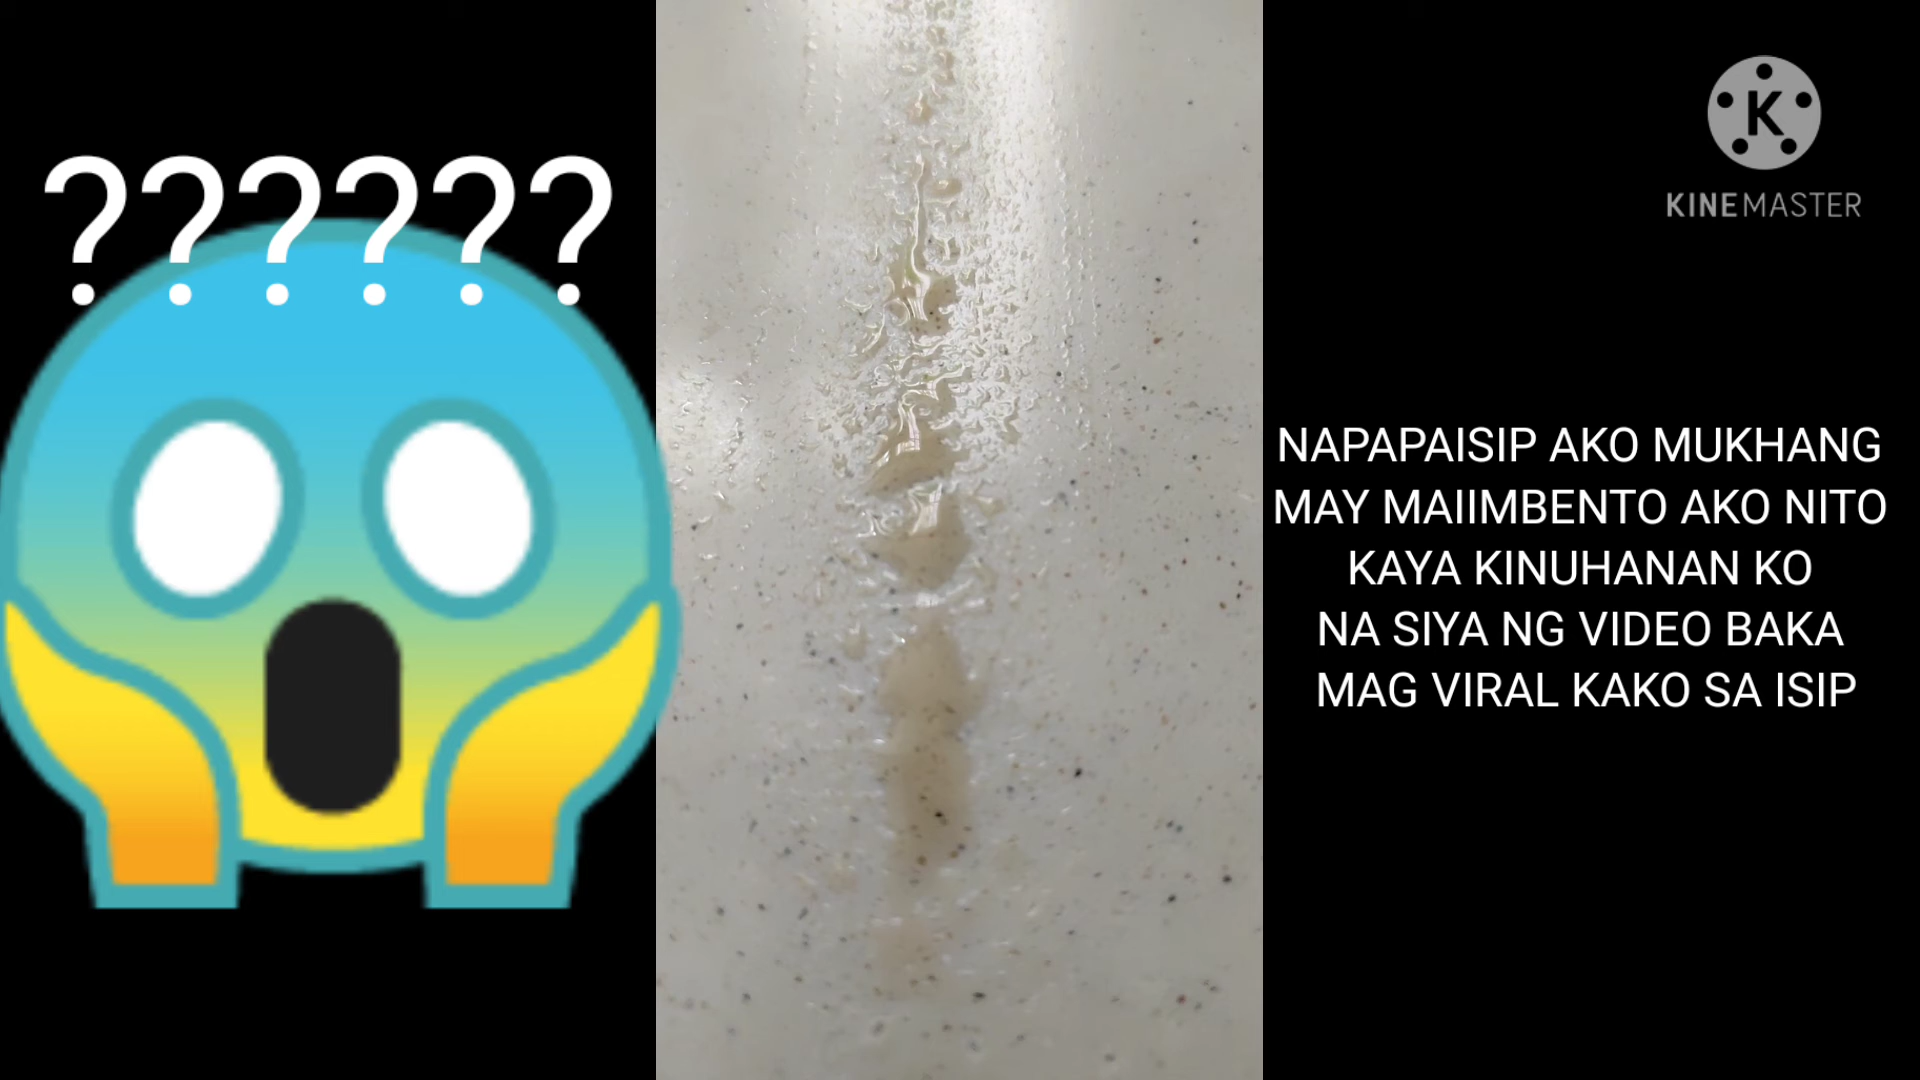 ??????
K
KINEMASTER
NAPAPAISIP AKO MUKHANG
MAY MAIIMBENTO AKO NITO
KAYA KINUHANAN KO
NA SIYA NG VIDEO BAKA
MAG VIRAL KAKO SA ISIP